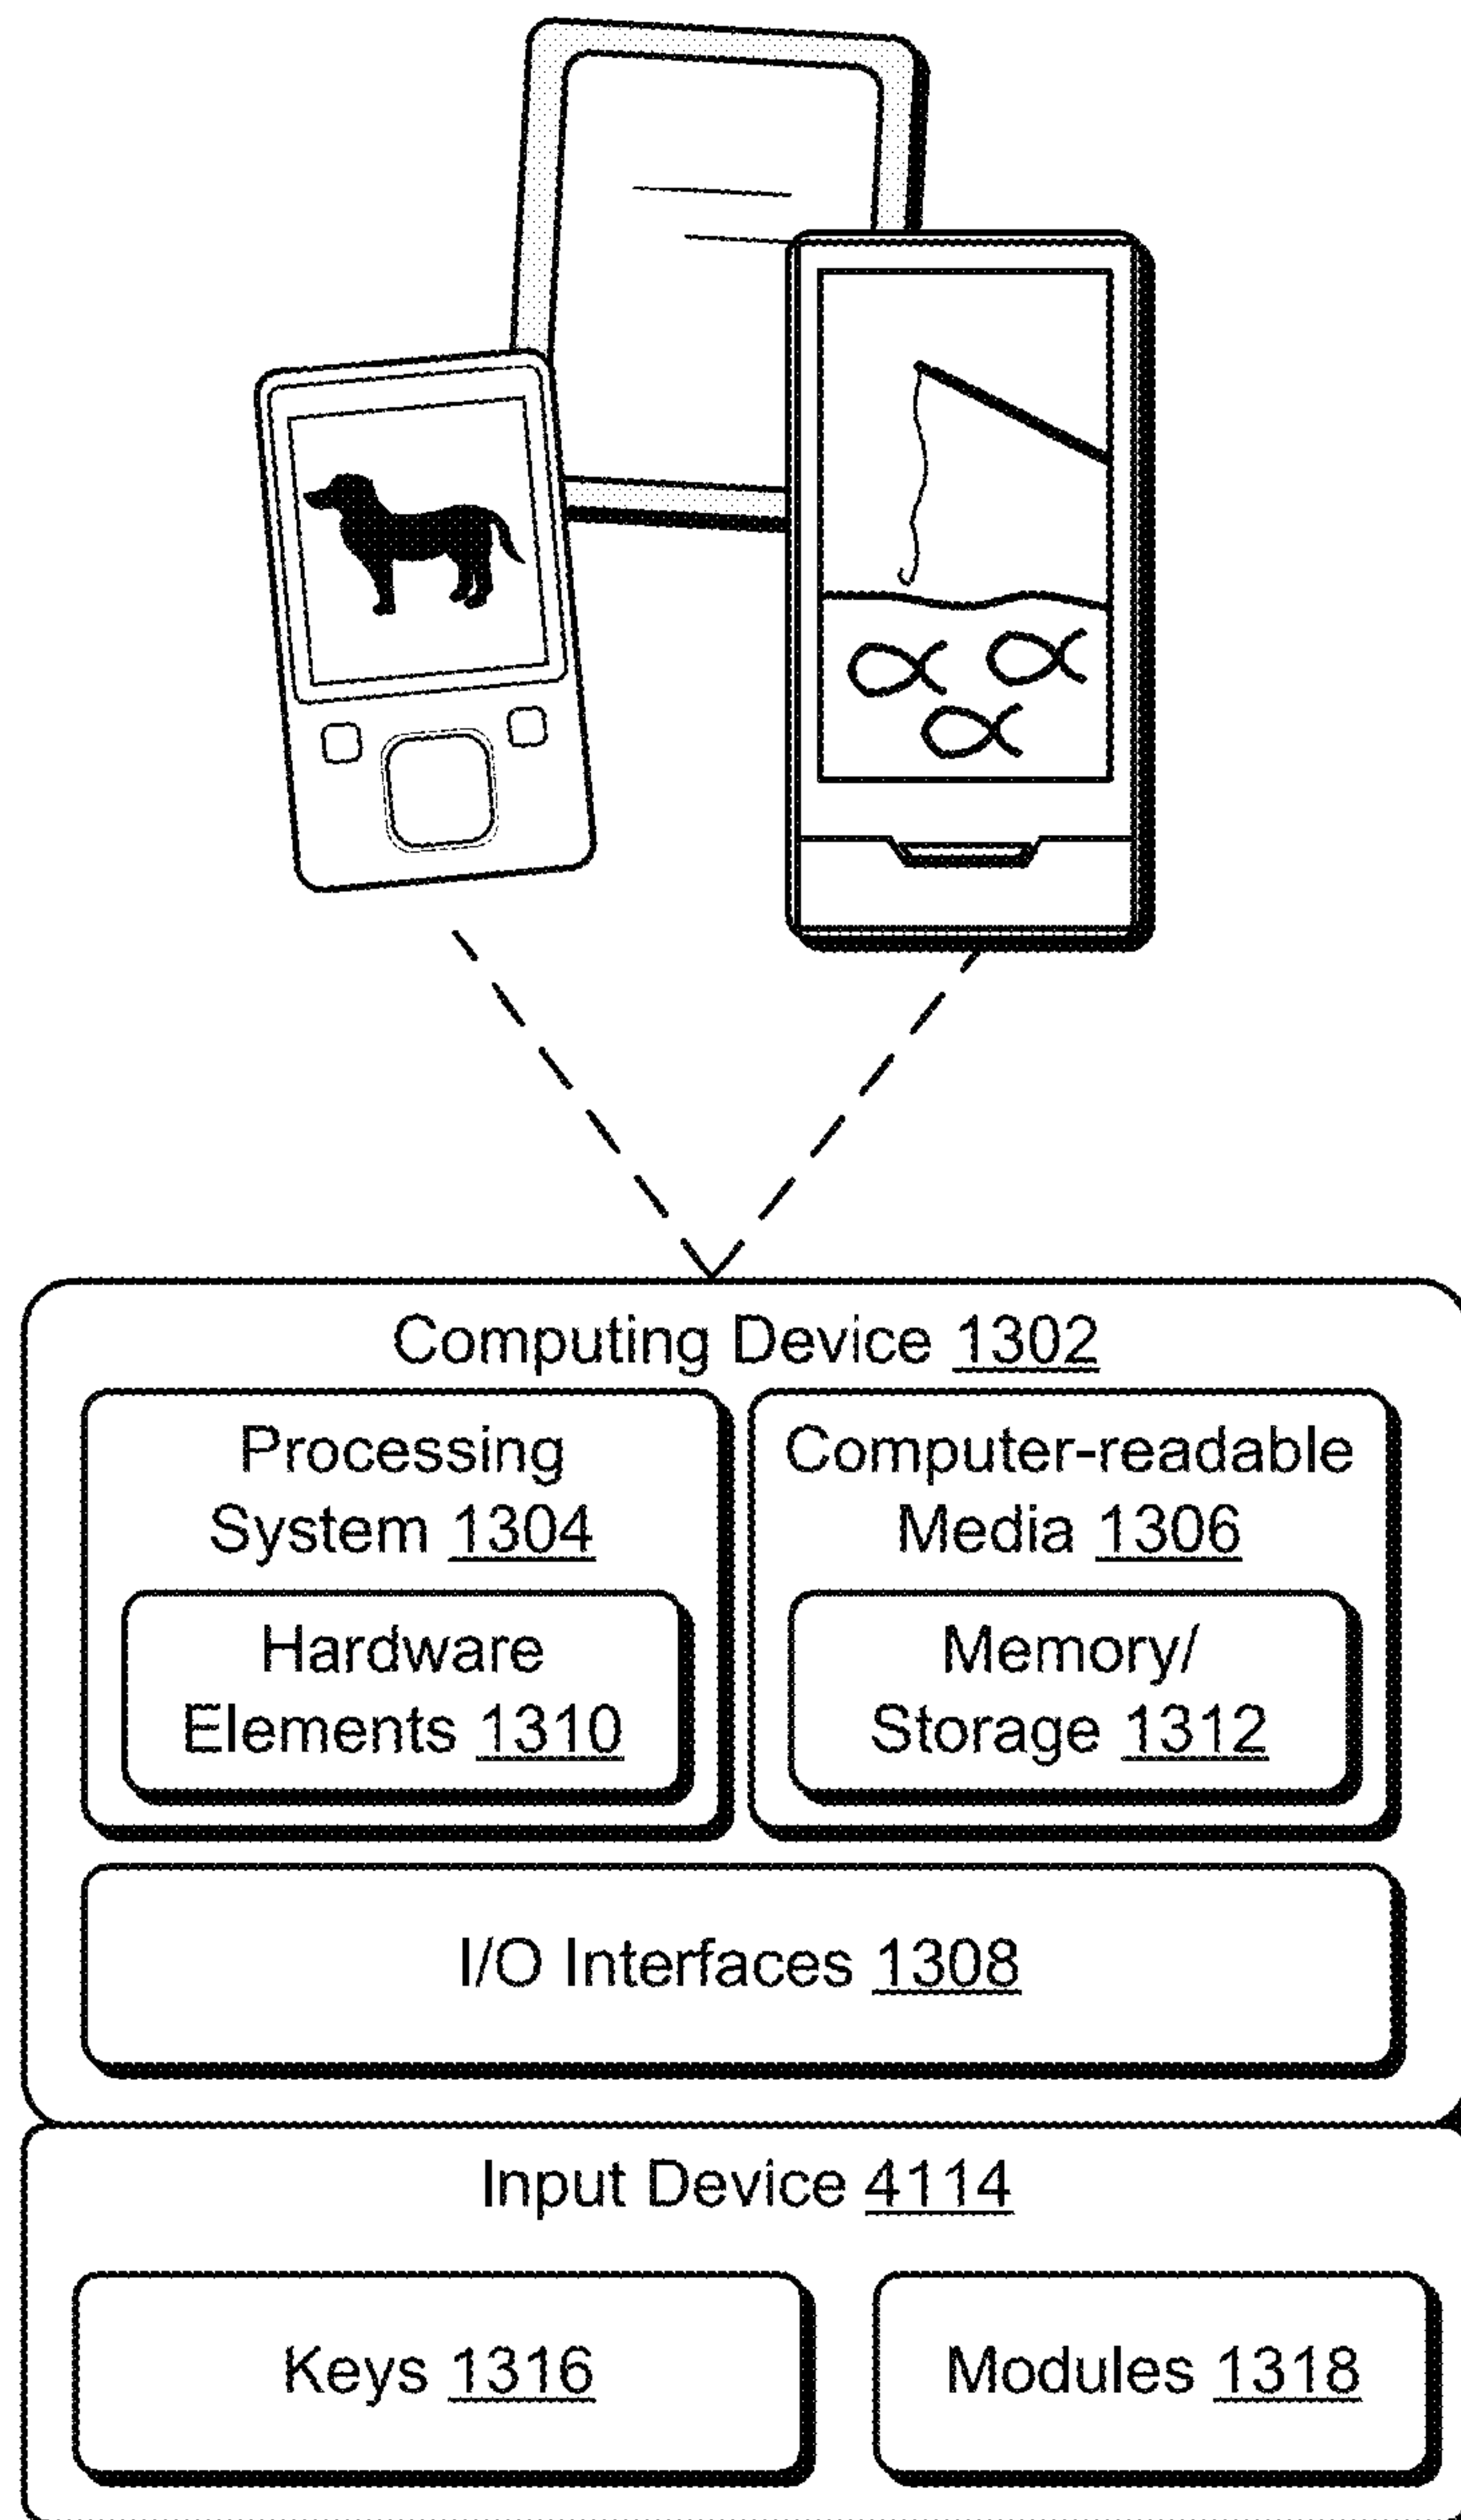 Computing Device 1302
Processing
System 1304
Hardware
Elements 1310
Computer-readable
Media 1306
Memory/
Storage 1312
I/O Interfaces 1308
Input Device 4114
Keys 1316
Modules 1318